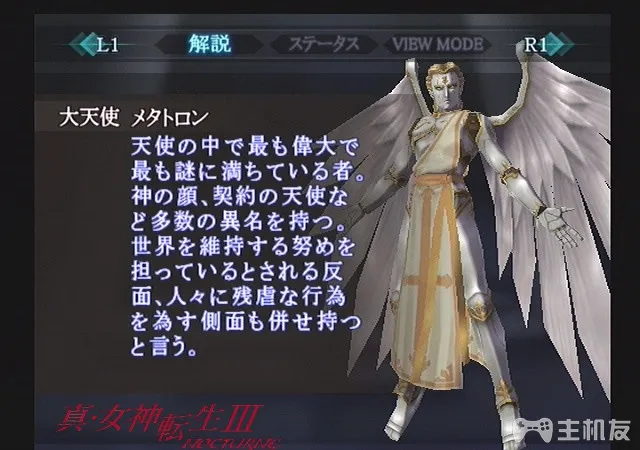 L1 解説 ステータス VIEW MODE R1
大天使 メタトロン
天使の中で最も偉大で
最も謎に満ちている者。
神の顔、契約の天使な
ど多数の異名を持つ。
世界を維持する努めを
担っているとされる反
面、人々に残虐な行為
を為す側面も併せ持つ
と言う。
真・女神転生III
NOCTURNE
主机友